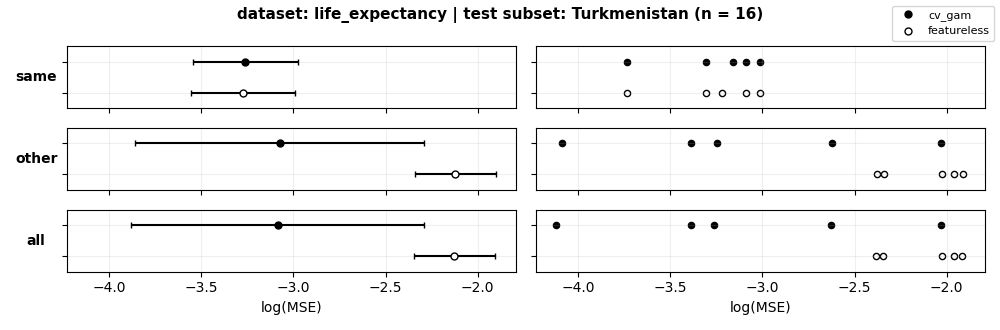 dataset: life_expectancy | test subset: Turkmenistan (n = 16)
cv_gam
featureless
same
other
all
−4.0 −3.5 −3.0 −2.5 −2.0
−4.0 −3.5 −3.0 −2.5 −2.0
log(MSE)
log(MSE)